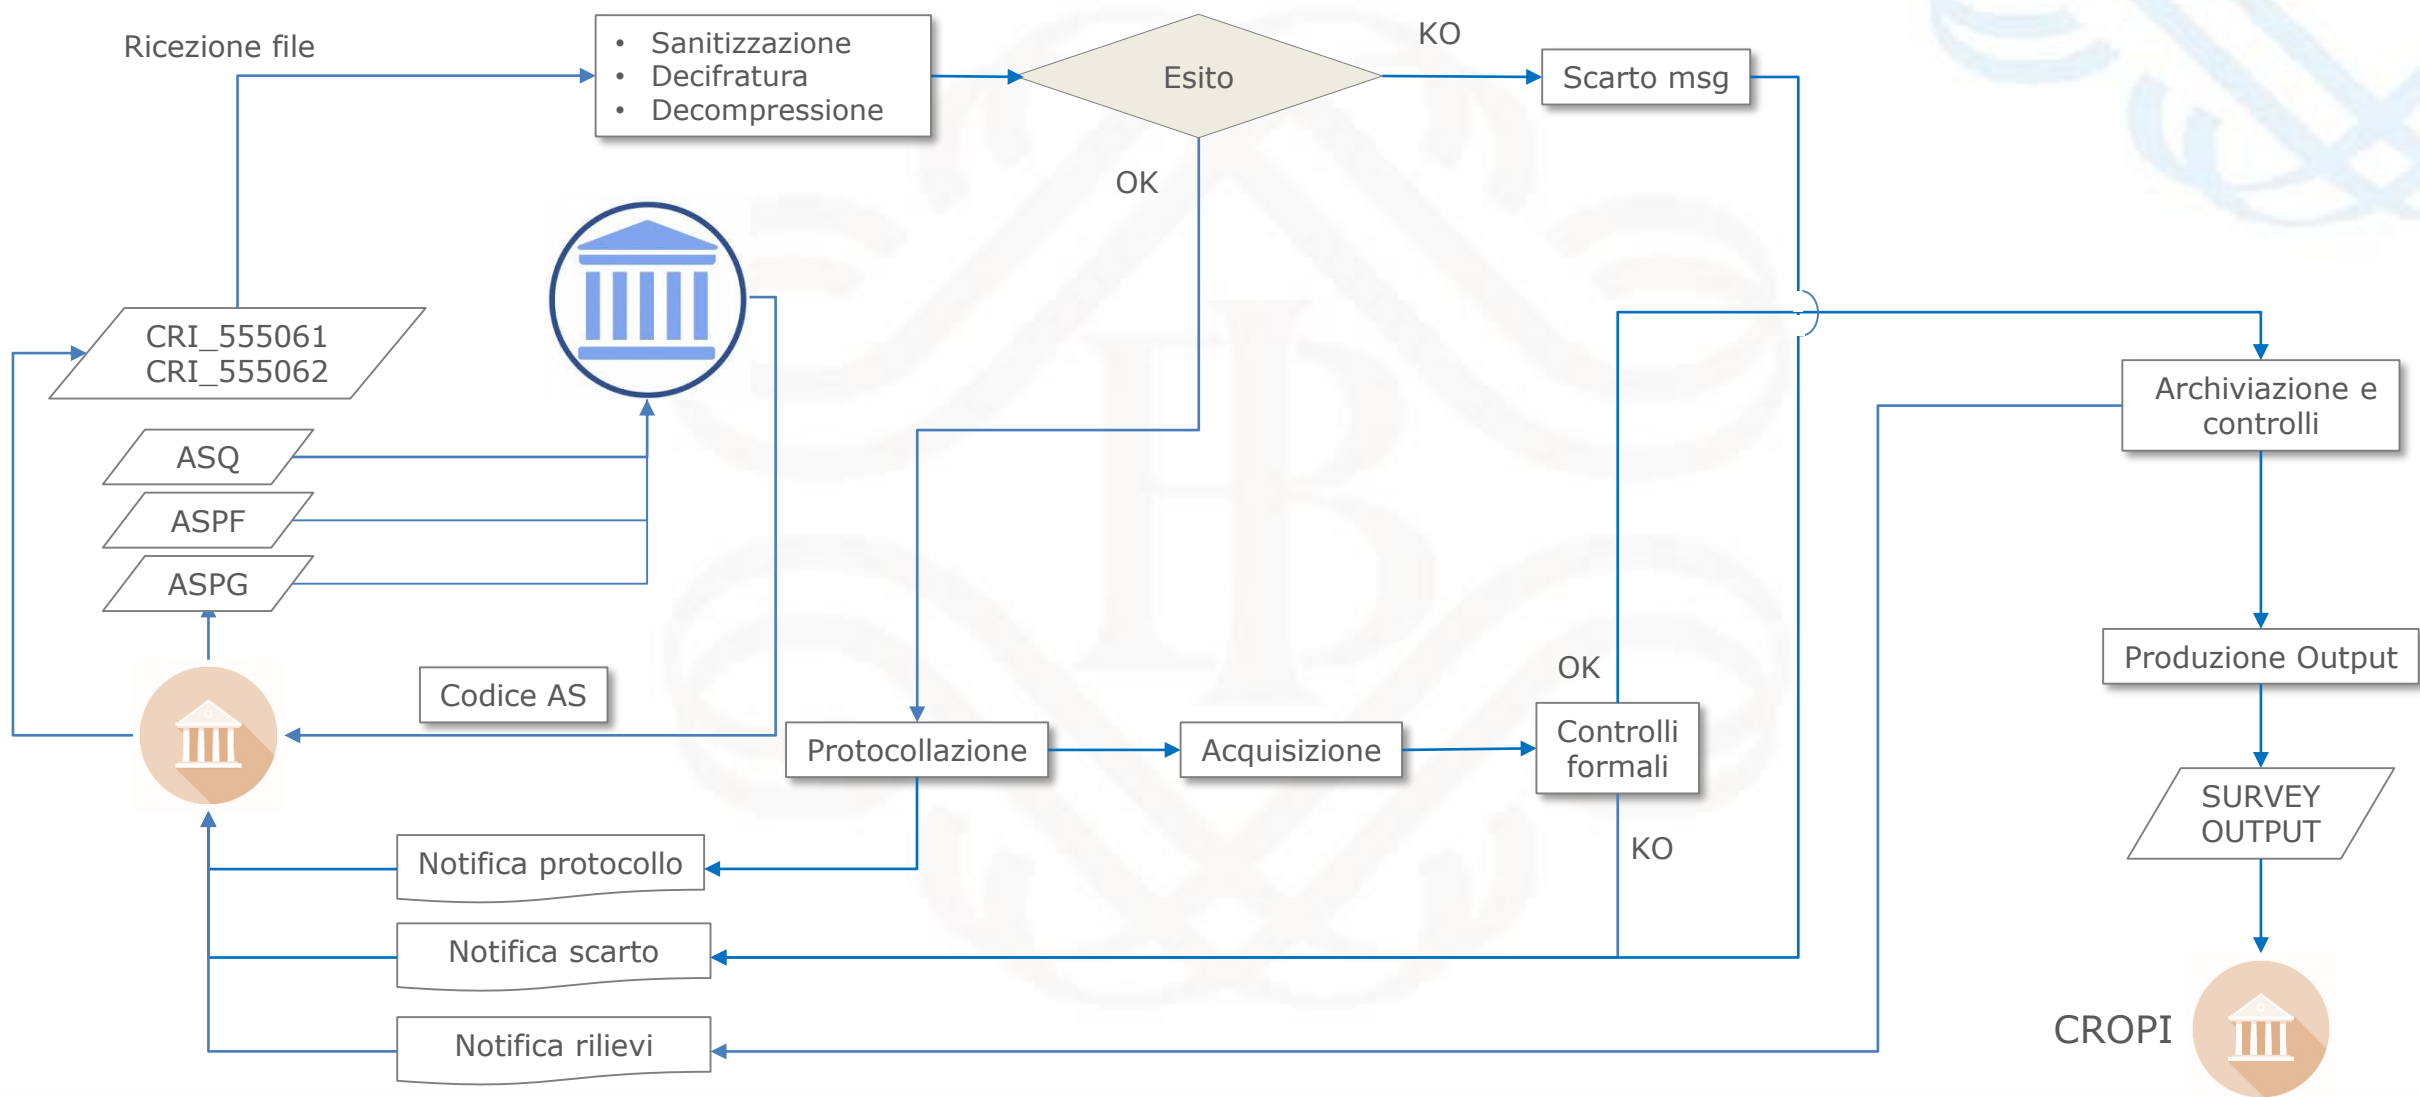 Ricezione file
• Sanitizzazione
• Decifratura
• Decompressione
Esito
KO
Scarto msg
OK
CRI_555061
CRI_555062
ASQ
ASPF
ASPG
Codice AS
Archiviazione e
controlli
Produzione Output
SURVEY
OUTPUT
CROPI
Protocollazione
Acquisizione
OK
Controlli
formali
KO
Notifica protocollo
Notifica scarto
Notifica rilievi